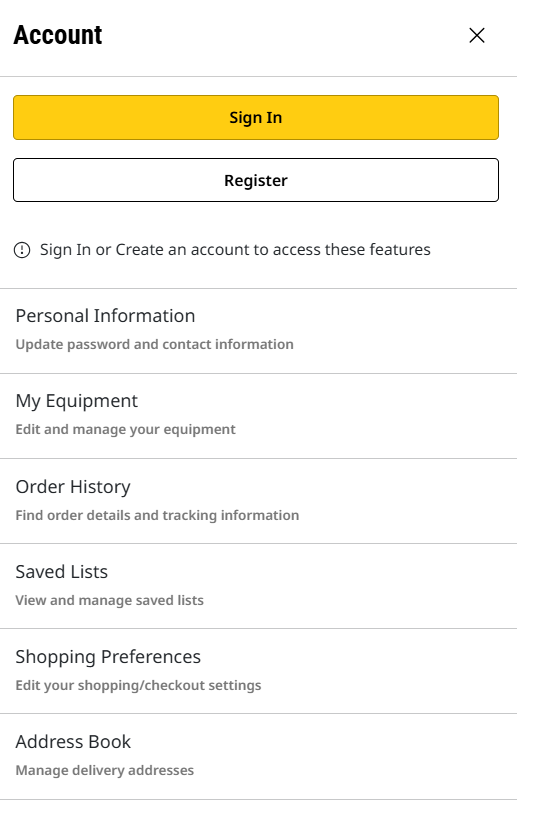 Account
Sign In
Register
Sign In or Create an account to access these features
Personal Information
Update password and contact information
My Equipment
Edit and manage your equipment
Order History
Find order details and tracking information
Saved Lists
View and manage saved lists
Shopping Preferences
Edit your shopping/checkout settings
Address Book
Manage delivery addresses